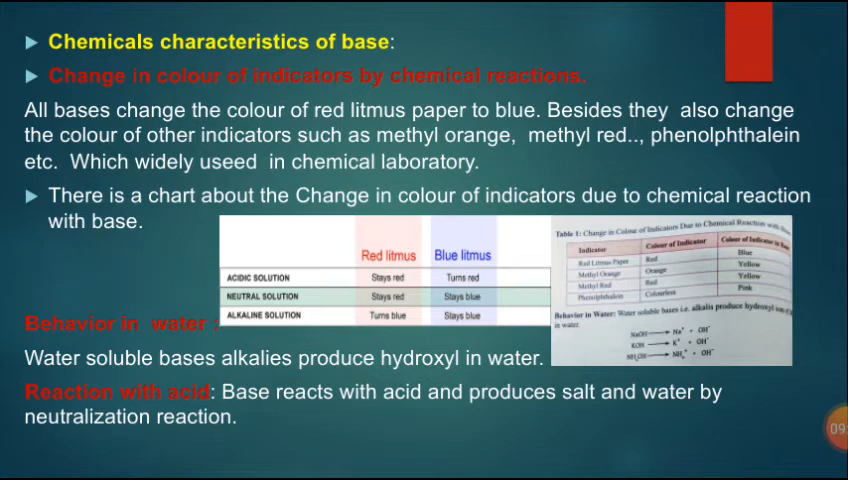 Chemicals characteristics of base:
Change in colour of indicators by chemical reactions.
All bases change the colour of red litmus paper to blue. Besides they also change
the colour of other indicators such as methyl orange, methyl red.., phenolphthalein
etc. Which widely useed in chemical laboratory.
There is a chart about the Change in colour of indicators due to chemical reaction
with base.
Red litmus Blue litmus
ACIDIC SOLUTION Stays red Turns red
NEUTRAL SOLUTION Stays red Stays blue
ALKALINE SOLUTION Turns blue Stays blue
Table 1: Change in Colour of Indicators Due to Chemical Reaction with
Indicator Colour of Indicator Colour of Indicator in
Red Litmus Paper Red Blue
Methyl Orange Orange Yellow
Methyl Red Red Yellow
Phenolphthalein Colourless Pink
Behavior in Water: Water soluble bases i.e. alkalis produce hydroxyl
in water.
NaOH → Na⁺ + OH⁻
KOH → K⁺ + OH⁻
NH₄OH → NH₄⁺ + OH⁻
Behavior in water :
Water soluble bases alkalies produce hydroxyl in water.
Reaction with acid: Base reacts with acid and produces salt and water by
neutralization reaction.
09